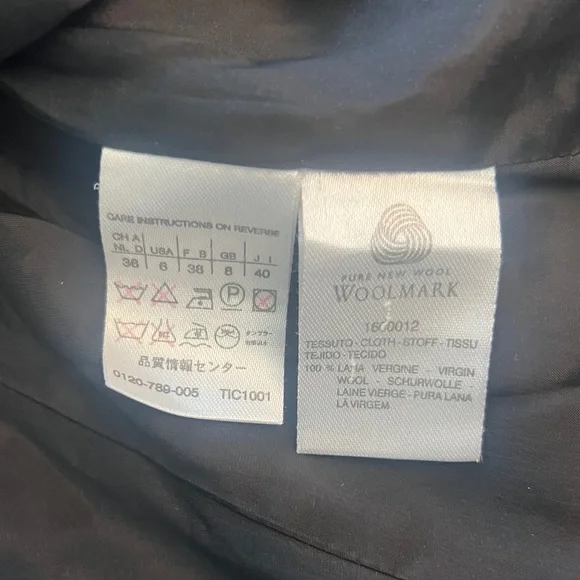 CARE INSTRUCTIONS ON REVERSE
CH A
NL D USA F B GB J I
36 6 38 8 40
P
品質情報センター
0120-789-005 TIC1001
PURE NEW WOOL
WOOLMARK
1600012
TESSUTO - CLOTH - STOFF - TISSU
TEJIDO - TECIDO
100 % LANA VERGINE - VIRGIN
WOOL - SCHURWOLLE -
LAINE VIERGE - PURA LANA
LÃ VIRGEM